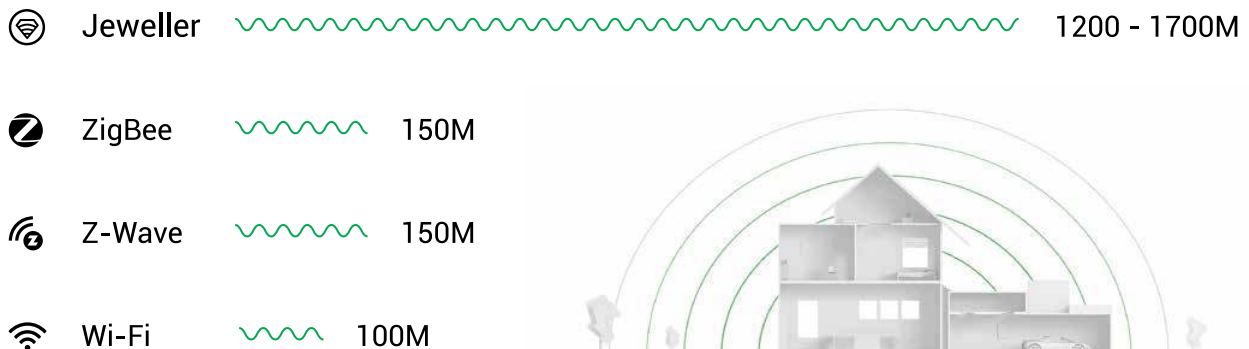 Jeweller 1200 - 1700M
ZigBee 150M
Z-Wave 150M
Wi-Fi 100M